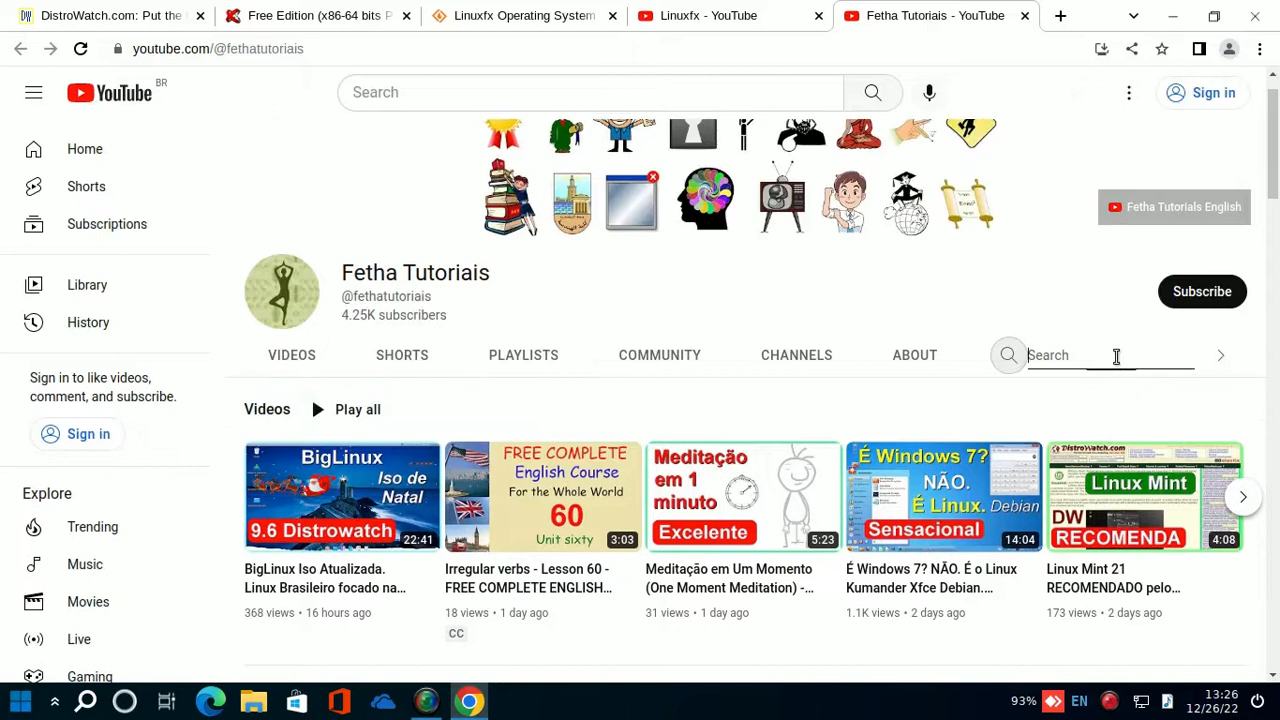 DistroWatch.com: Put the
Free Edition (x86-64 bits P
Linuxfx Operating System
Linuxfx - YouTube
Fetha Tutoriais - YouTube
youtube.com/@fethatutoriais
YouTube BR
Search
Sign in
Home
Shorts
Subscriptions
Library
History
Sign in to like videos,
comment, and subscribe.
Sign in
Explore
Trending
Music
Movies
Live
Gaming
Fetha Tutorials English
Fetha Tutoriais
@fethatutoriais
4.25K subscribers
Subscribe
VIDEOS
SHORTS
PLAYLISTS
COMMUNITY
CHANNELS
ABOUT
Search
Videos
Play all
BigLinux
Iso de
Natal
9.6 Distrowatch
22:41
BigLinux Iso Atualizada.
Linux Brasileiro focado na...
368 views • 16 hours ago
FREE COMPLETE
English Course
For the Whole World
60
Unit sixty
3:03
Irregular verbs - Lesson 60 -
FREE COMPLETE ENGLISH...
18 views • 1 day ago
CC
Meditação
em 1
minuto
Excelente
5:23
Meditação em Um Momento
(One Moment Meditation) -...
31 views • 1 day ago
É Windows 7?
NÃO.
É Linux. Debian
Sensacional
14:04
É Windows 7? NÃO. É o Linux
Kumander Xfce Debian....
1.1K views • 2 days ago
DistroWatch.com
Linux Mint
DW
RECOMENDA
4:08
Linux Mint 21
RECOMENDADO pelo...
173 views • 2 days ago
93%
EN
13:26
12/26/22